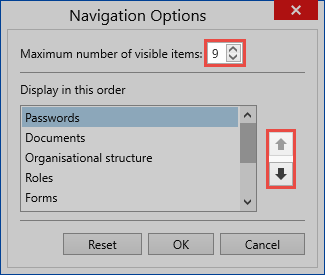 Navigation Options
Maximum number of visible items: 9
Display in this order
Passwords
Documents
Organisational structure
Roles
Forms
Reset OK Cancel